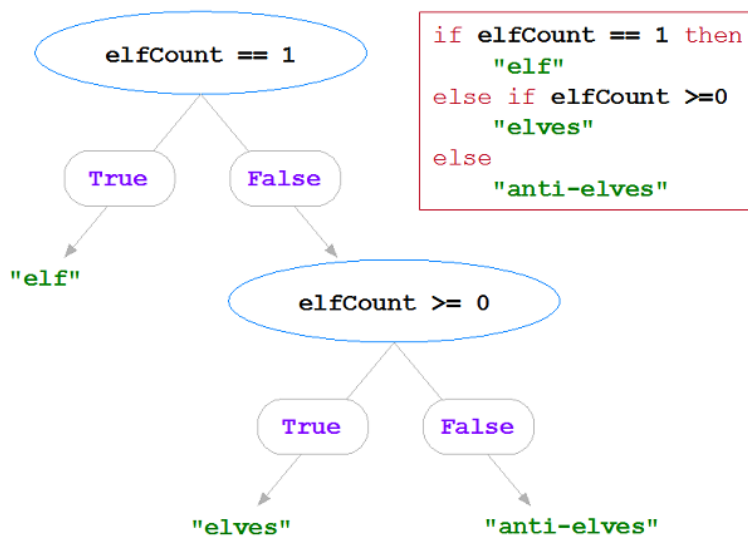 elfCount == 1
if elfCount == 1 then
"elf"
else if elfCount >=0
"elves"
else
"anti-elves"
True
False
"elf"
elfCount >= 0
True
False
"elves"
"anti-elves"